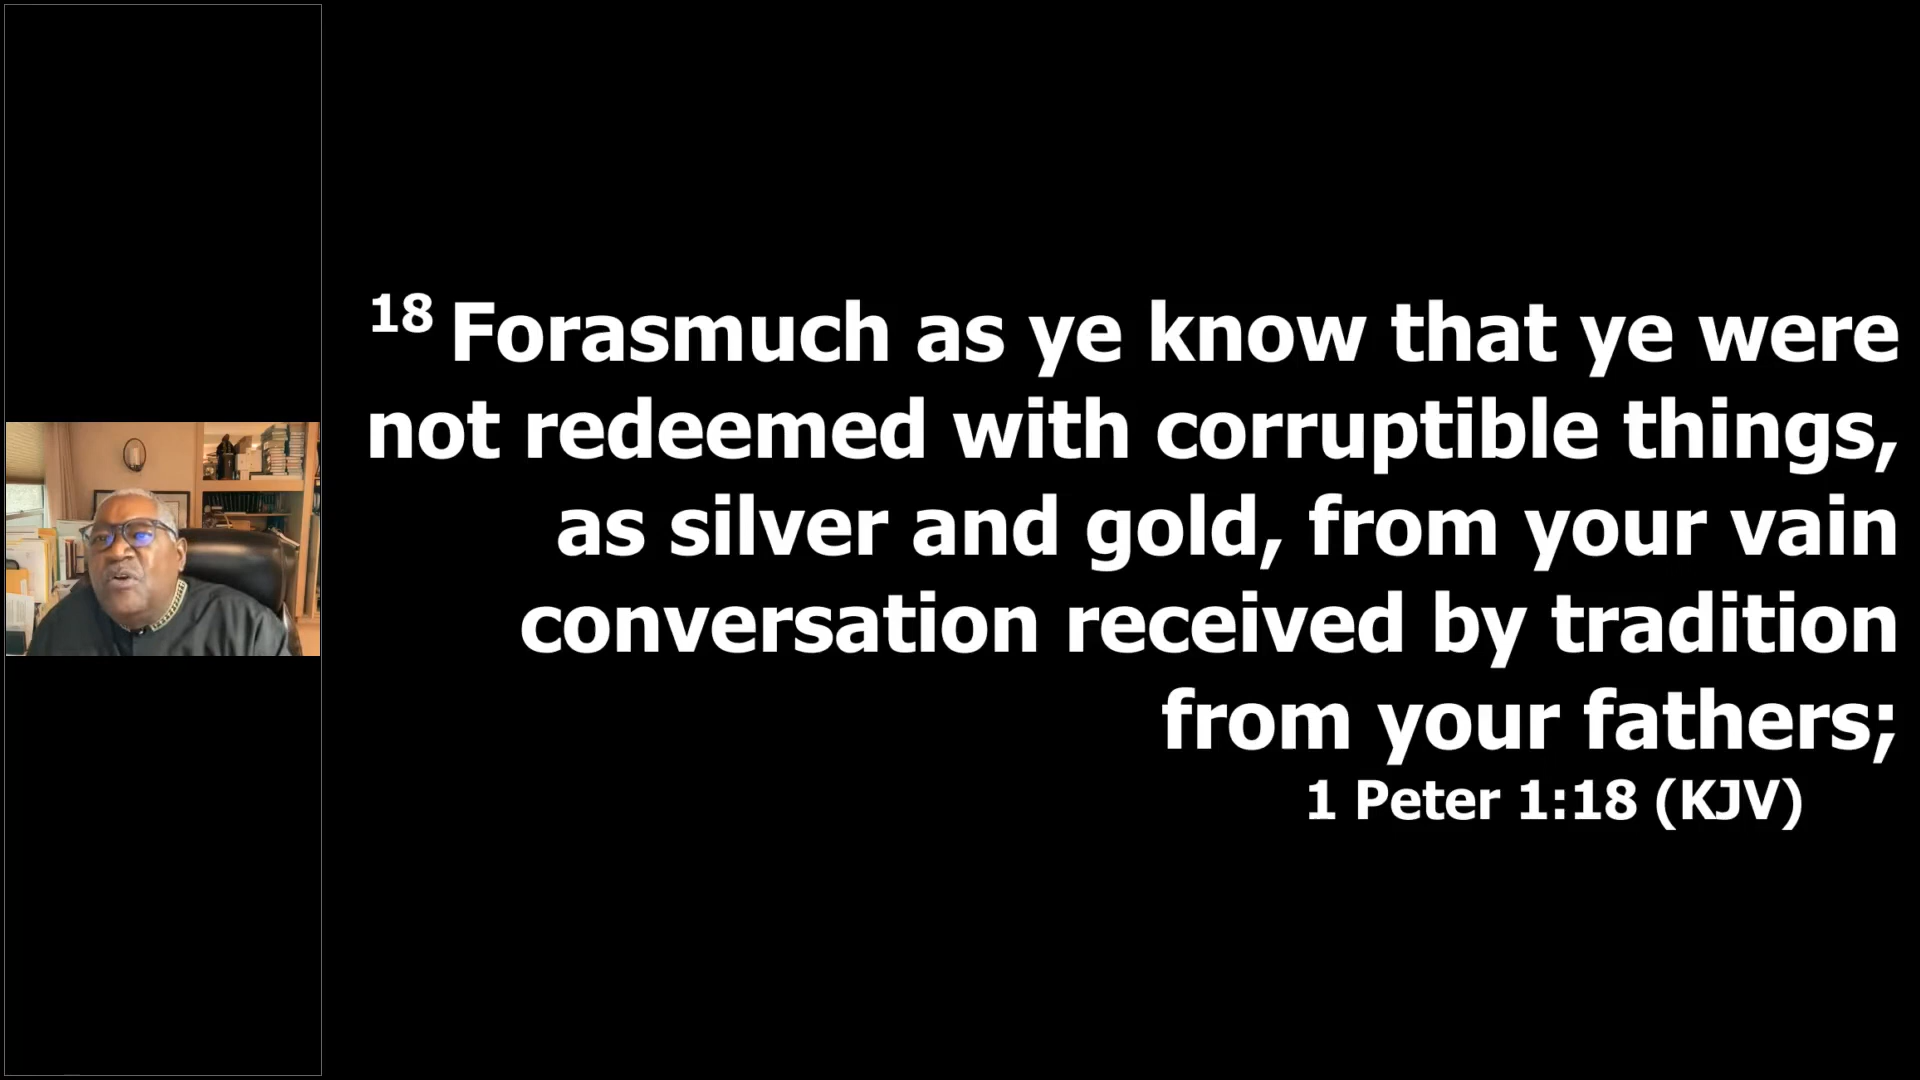 18 Forasmuch as ye know that ye were
not redeemed with corruptible things,
as silver and gold, from your vain
conversation received by tradition
from your fathers;
1 Peter 1:18 (KJV)